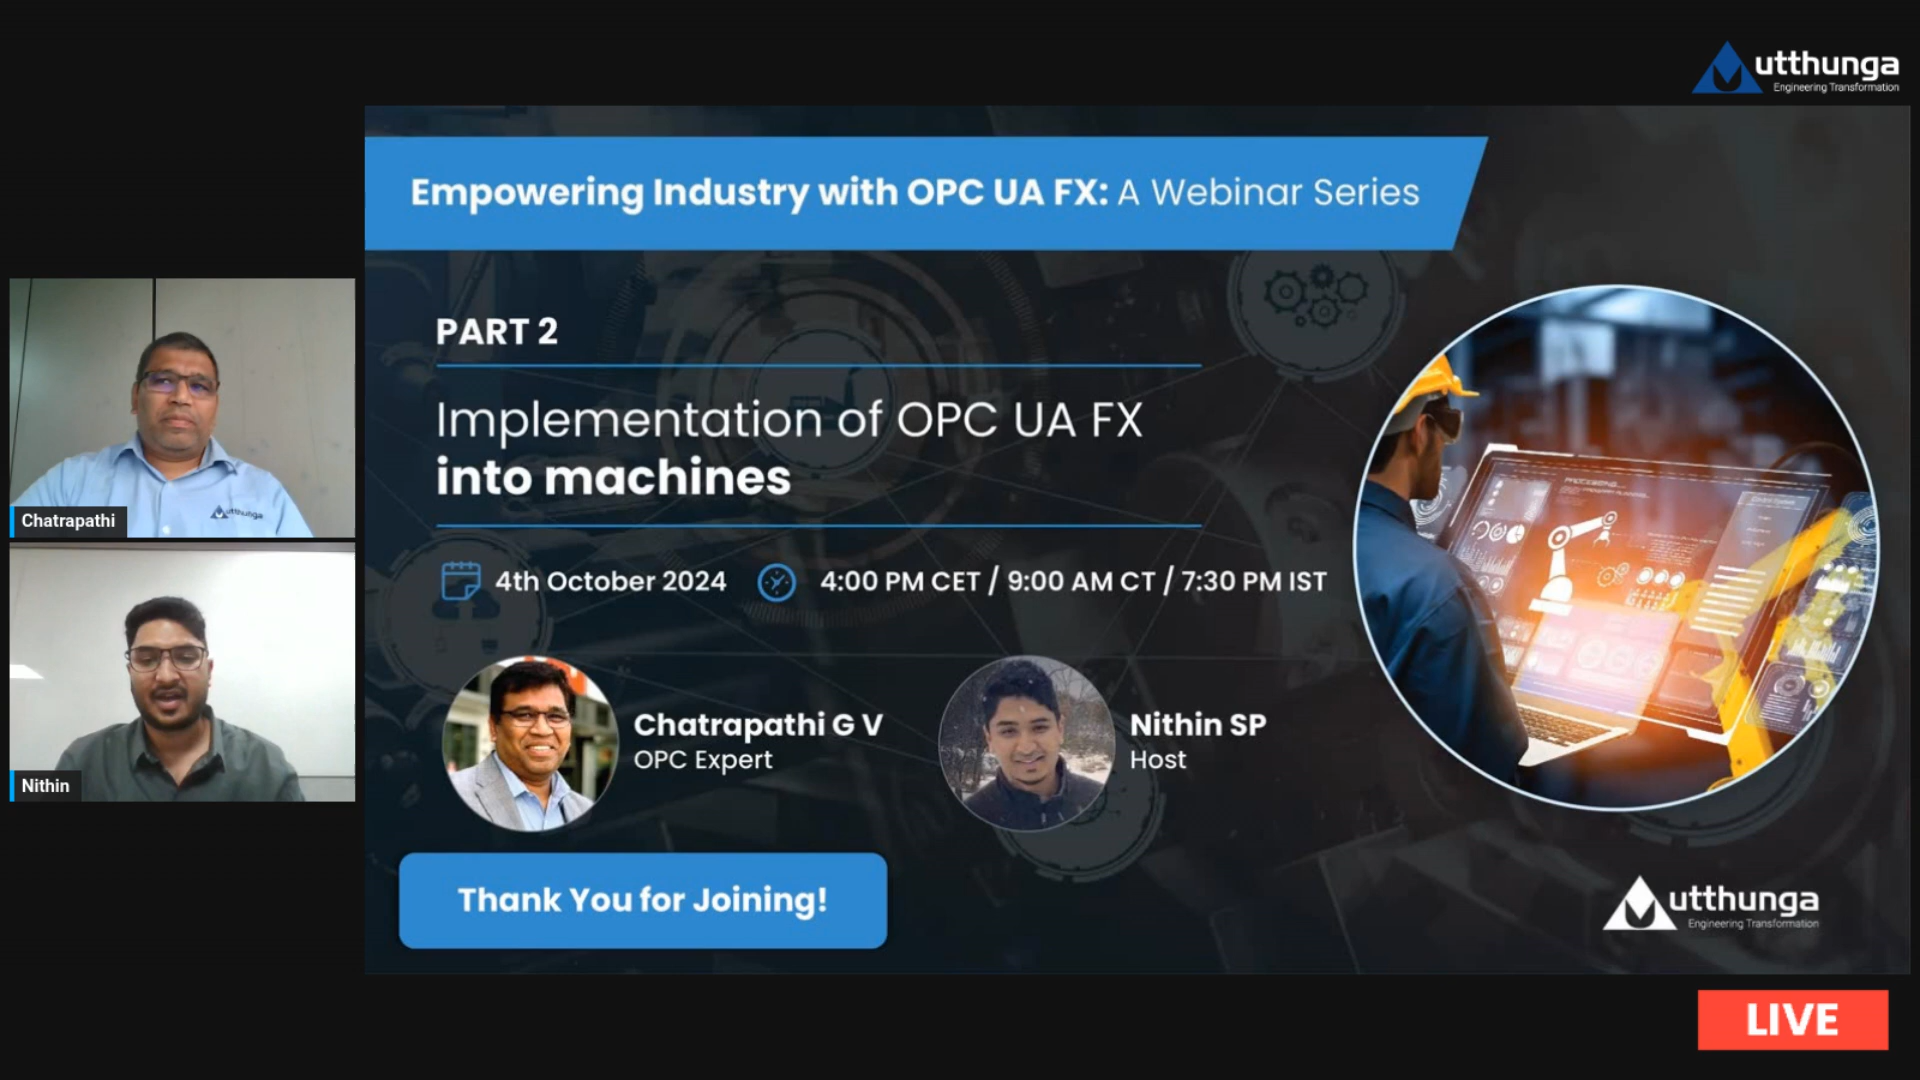 utthunga
Engineering Transformation
Empowering Industry with OPC UA FX: A Webinar Series
PART 2
Implementation of OPC UA FX
into machines
4th October 2024
4:00 PM CET / 9:00 AM CT / 7:30 PM IST
Chatrapathi
utthunga
Nithin
Chatrapathi G V
OPC Expert
Nithin SP
Host
Thank You for Joining!
utthunga
Engineering Transformation
LIVE